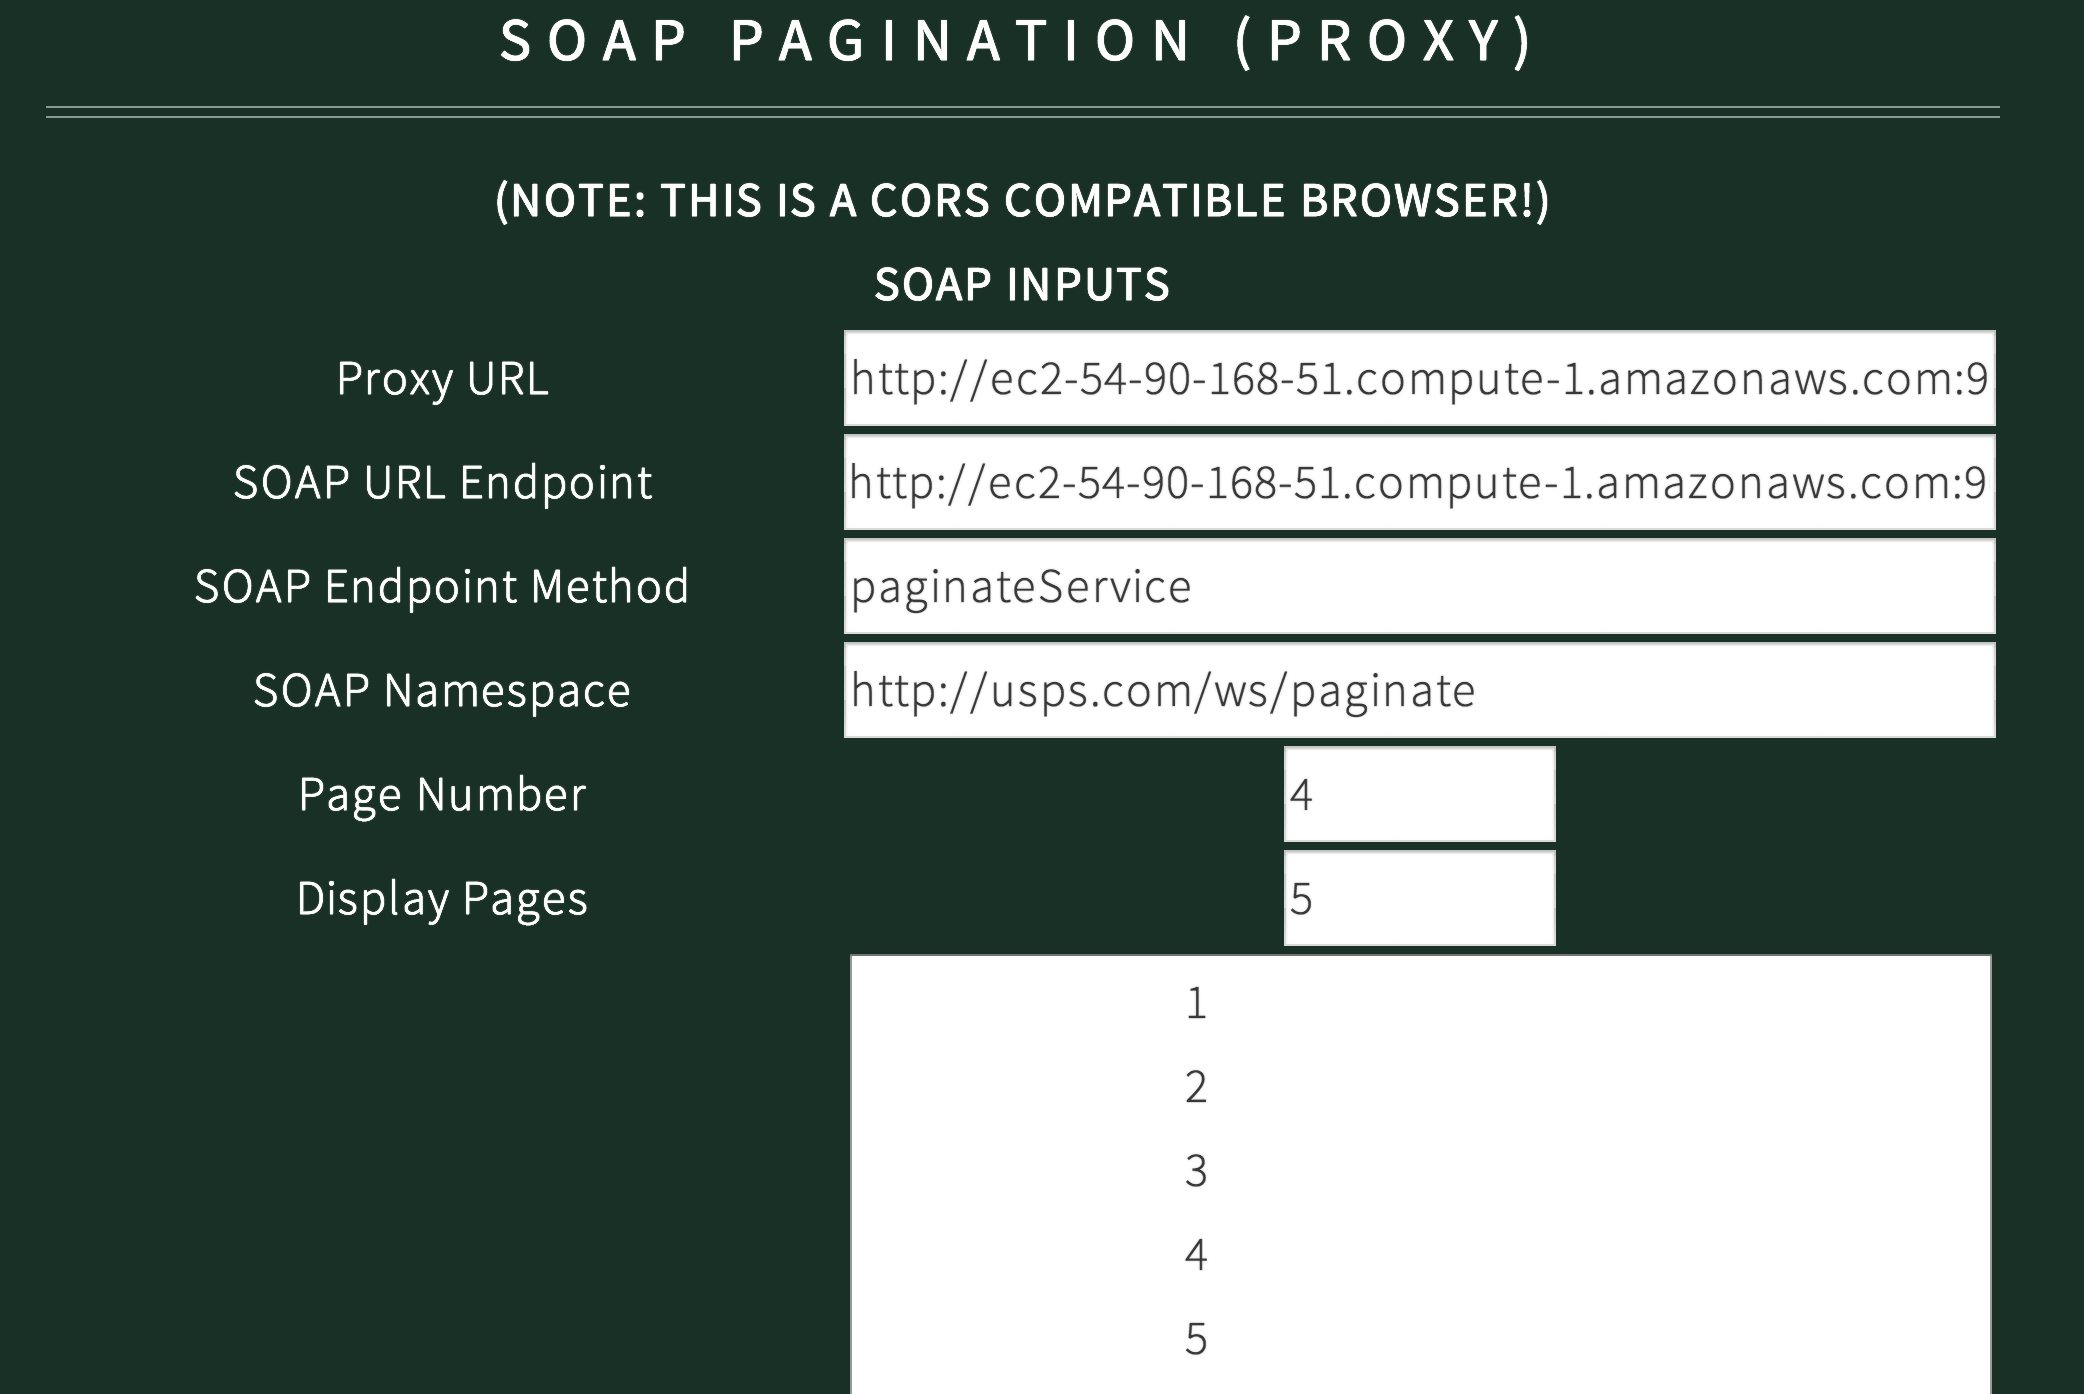 SOAP PAGINATION (PROXY)
(NOTE: THIS IS A CORS COMPATIBLE BROWSER!)
SOAP INPUTS
Proxy URL http://ec2-54-90-168-51.compute-1.amazonaws.com:9
SOAP URL Endpoint http://ec2-54-90-168-51.compute-1.amazonaws.com:9
SOAP Endpoint Method paginateService
SOAP Namespace http://usps.com/ws/paginate
Page Number 4
Display Pages 5
1
2
3
4
5